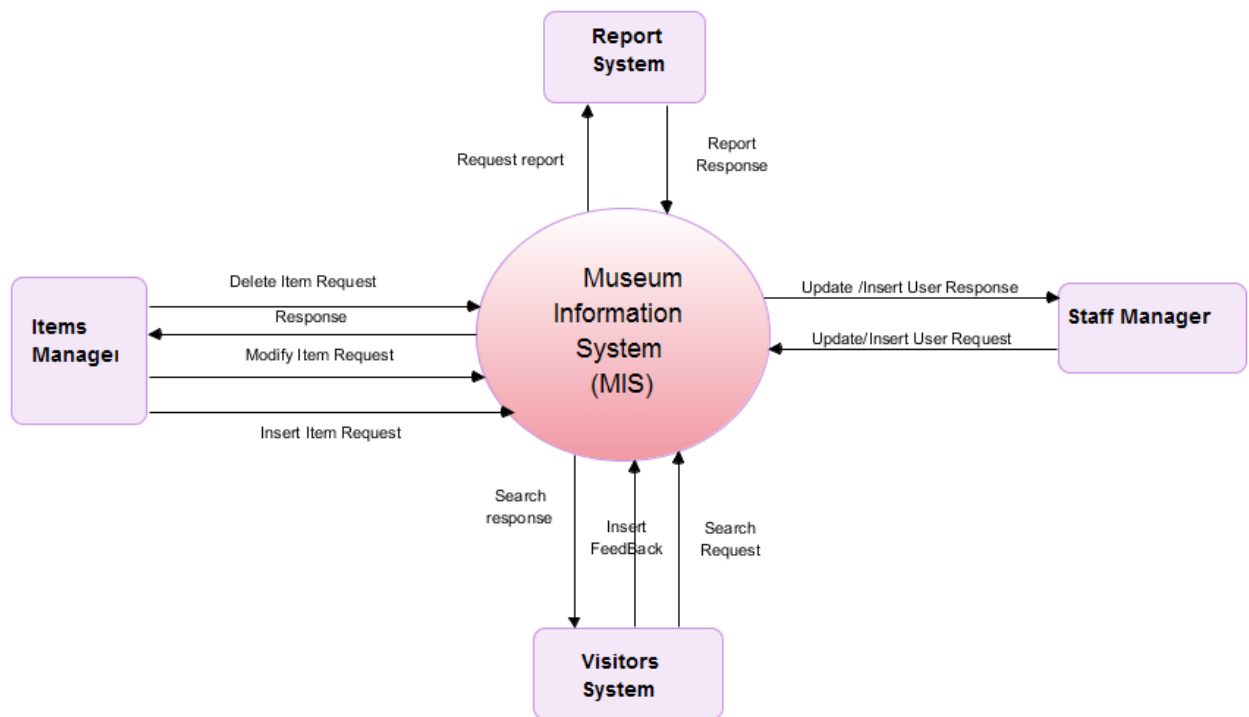 Report
System
Request report
Report
Response
Delete Item Request
Response
Modify Item Request
Insert Item Request
Items
Manager
Museum
Information
System
(MIS)
Update /Insert User Response
Update/Insert User Request
Staff Manager
Search
response
Insert
FeedBack
Search
Request
Visitors
System